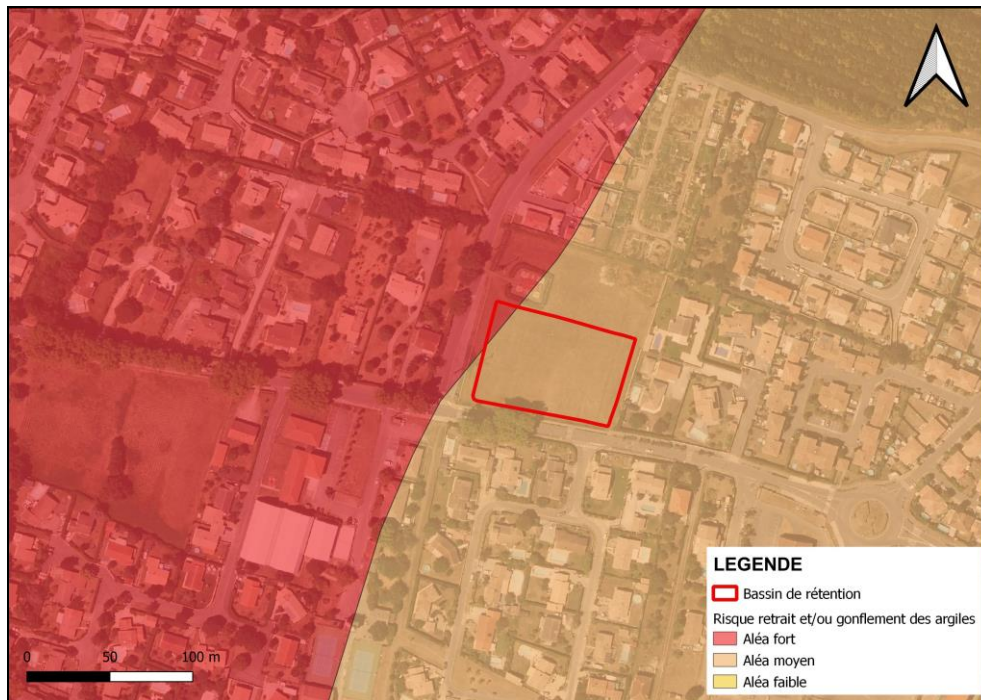 LEGENDE
Bassin de rétention
Risque retrait et/ou gonflement des argiles
Aléa fort
Aléa moyen
Aléa faible
0 50 100 m